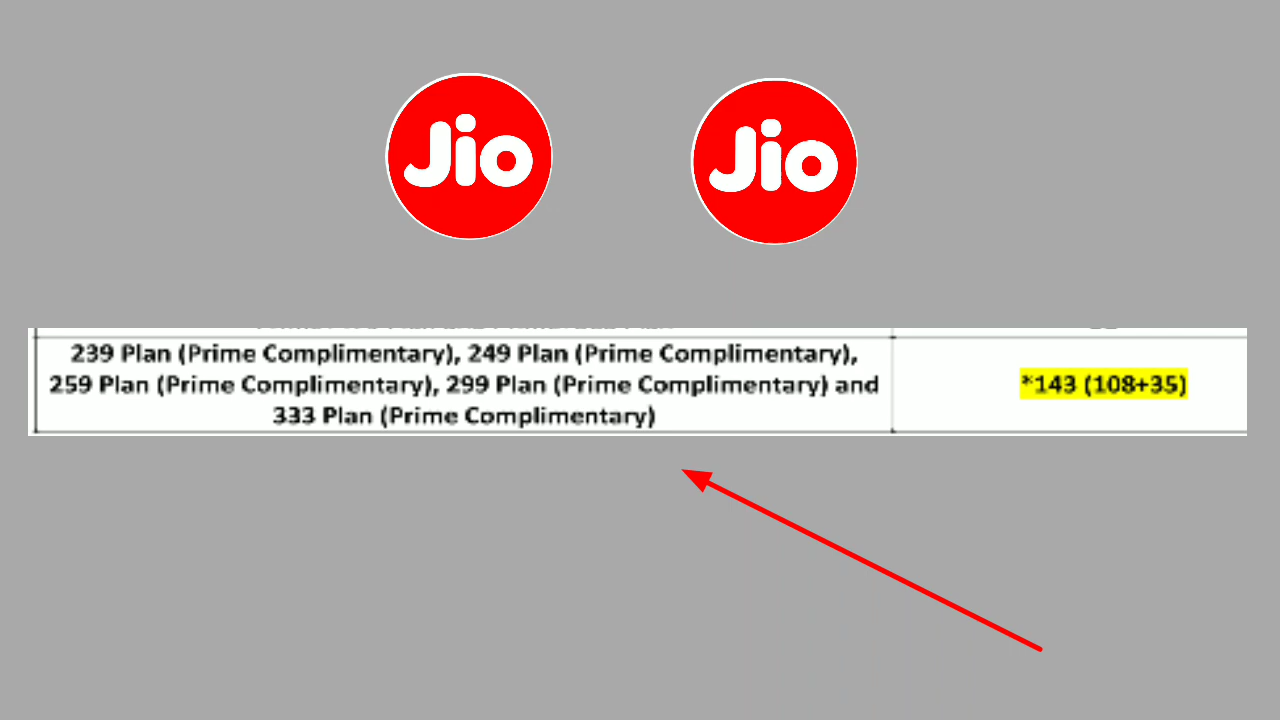 Jio Jio
239 Plan (Prime Complimentary), 249 Plan (Prime Complimentary),
259 Plan (Prime Complimentary), 299 Plan (Prime Complimentary) and
333 Plan (Prime Complimentary)
*143 (108+35)